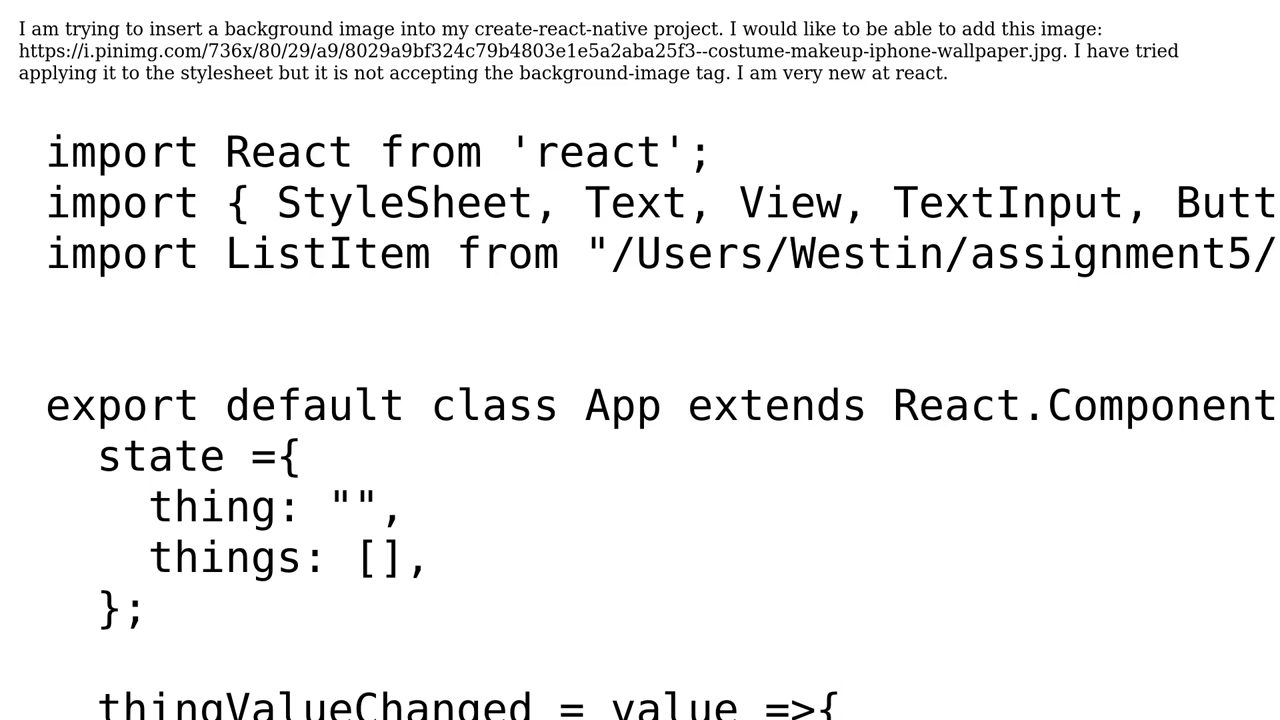 I am trying to insert a background image into my create-react-native project. I would like to be able to add this image:
https://i.pinimg.com/736x/80/29/a9/8029a9bf324c79b4803e1e5a2aba25f3--costume-makeup-iphone-wallpaper.jpg. I have tried
applying it to the stylesheet but it is not accepting the background-image tag. I am very new at react.
import React from 'react';
import { StyleSheet, Text, View, TextInput, Butt
import ListItem from "/Users/Westin/assignment5/
export default class App extends React.Component
state ={
thing: "",
things: [],
};
thingValueChanged = value =>{